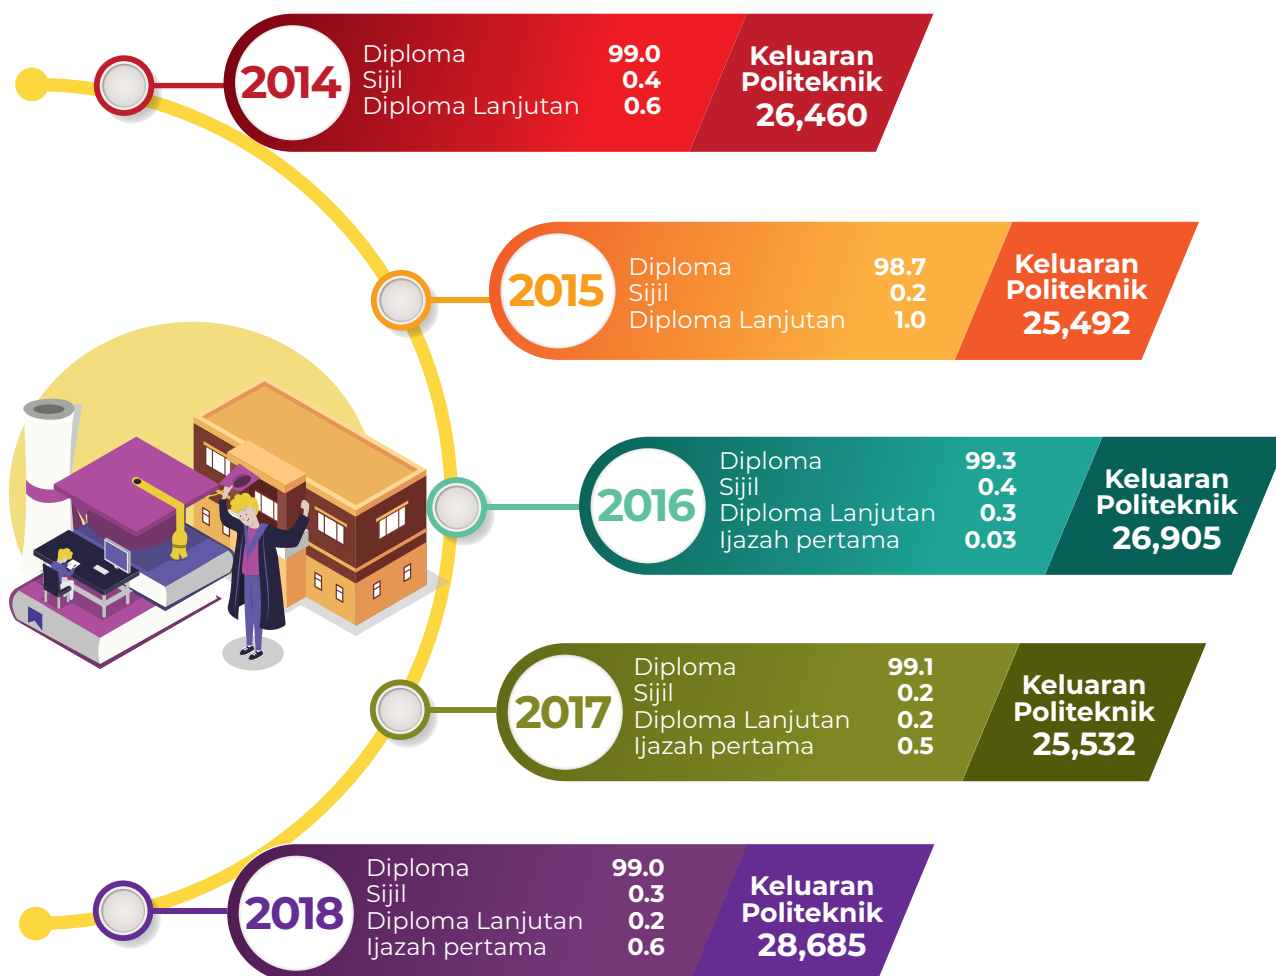 2014
Diploma 99.0
Sijil 0.4
Diploma Lanjutan 0.6
Keluaran
Politeknik
26,460
2015
Diploma 98.7
Sijil 0.2
Diploma Lanjutan 1.0
Keluaran
Politeknik
25,492
2016
Diploma 99.3
Sijil 0.4
Diploma Lanjutan 0.3
Ijazah pertama 0.03
Keluaran
Politeknik
26,905
2017
Diploma 99.1
Sijil 0.2
Diploma Lanjutan 0.2
Ijazah pertama 0.5
Keluaran
Politeknik
25,532
2018
Diploma 99.0
Sijil 0.3
Diploma Lanjutan 0.2
Ijazah pertama 0.6
Keluaran
Politeknik
28,685